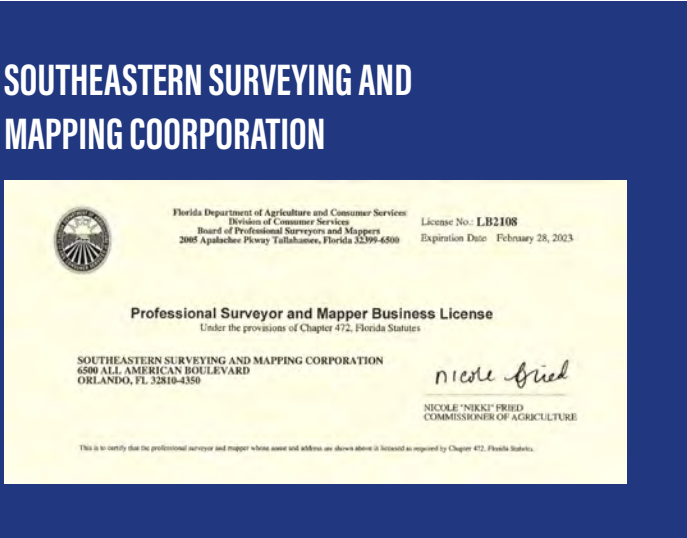 SOUTHEASTERN SURVEYING AND
MAPPING COORPORATION
Florida Department of Agriculture and Consumer Services
Division of Consumer Services
Board of Professional Surveyors and Mappers
2005 Apalachee Pkway Tallahassee, Florida 32399-6500
License No.: LB2108
Expiration Date February 28, 2023
Professional Surveyor and Mapper Business License
Under the provisions of Chapter 472, Florida Statutes
SOUTHEASTERN SURVEYING AND MAPPING CORPORATION
6500 ALL AMERICAN BOULEVARD
ORLANDO, FL 32810-4350
nicole fried
NICOLE "NIKKI" FRIED
COMMISSIONER OF AGRICULTURE
This is to certify that the professional surveyor and mapper whose name and address are shown above is licensed as required by Chapter 472, Florida Statutes.